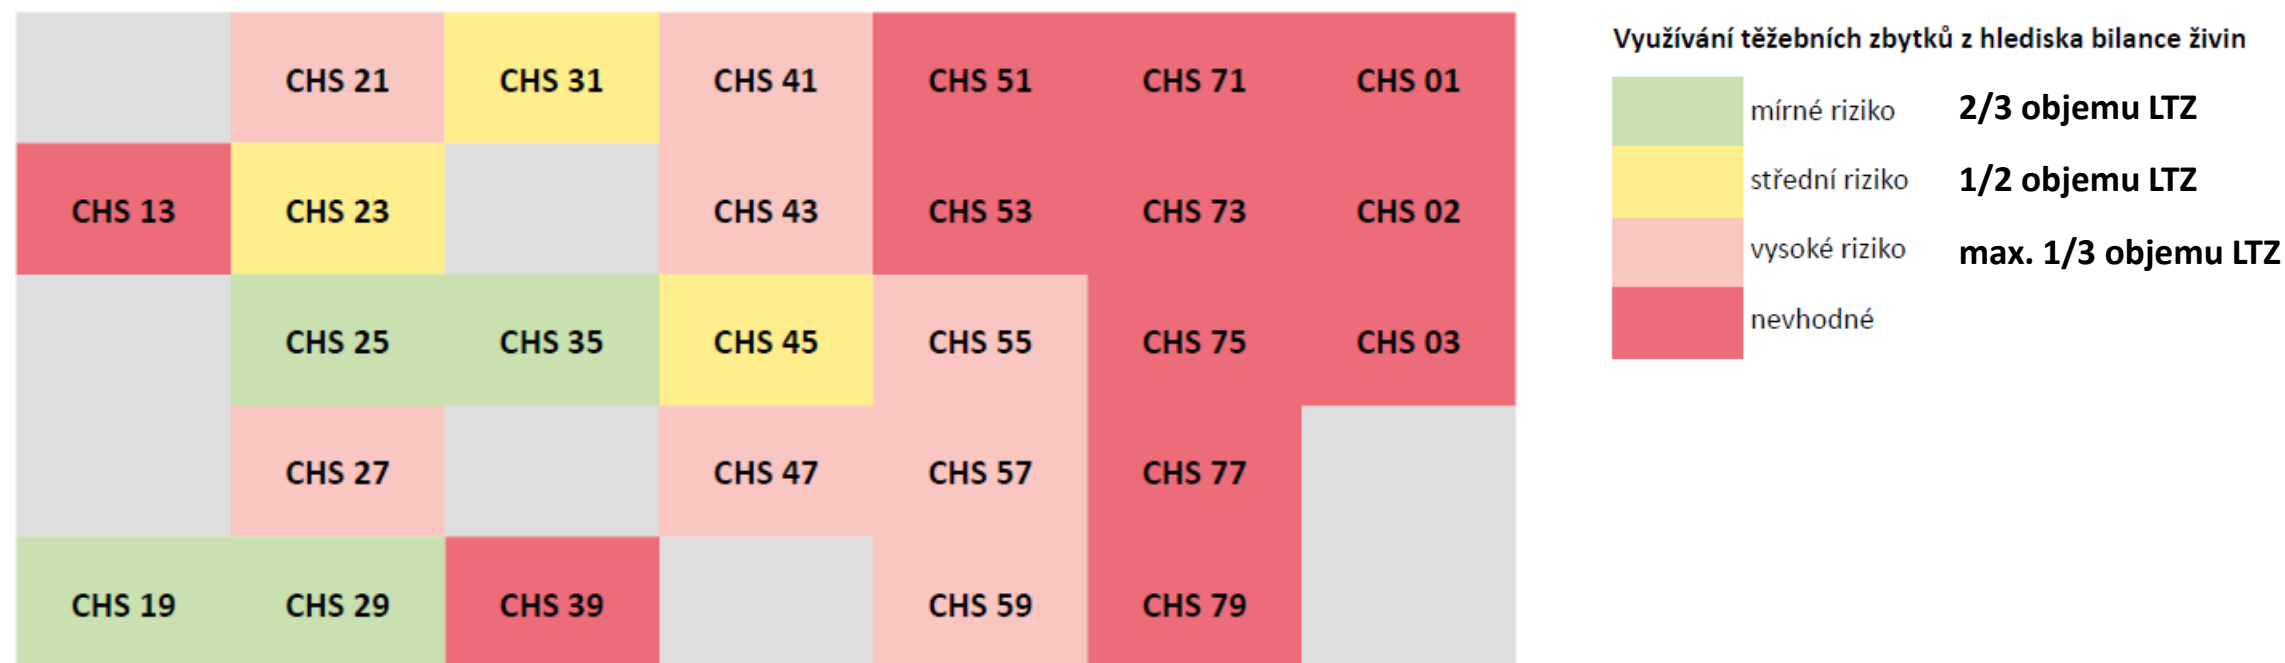 CHS 21 CHS 31 CHS 41 CHS 51 CHS 71 CHS 01
CHS 13 CHS 23 CHS 43 CHS 53 CHS 73 CHS 02
CHS 25 CHS 35 CHS 45 CHS 55 CHS 75 CHS 03
CHS 27 CHS 47 CHS 57 CHS 77
CHS 19 CHS 29 CHS 39 CHS 59 CHS 79
Využívání těžebních zbytků z hlediska bilance živin
mírné riziko 2/3 objemu LTZ
střední riziko 1/2 objemu LTZ
vysoké riziko max. 1/3 objemu LTZ
nevhodné